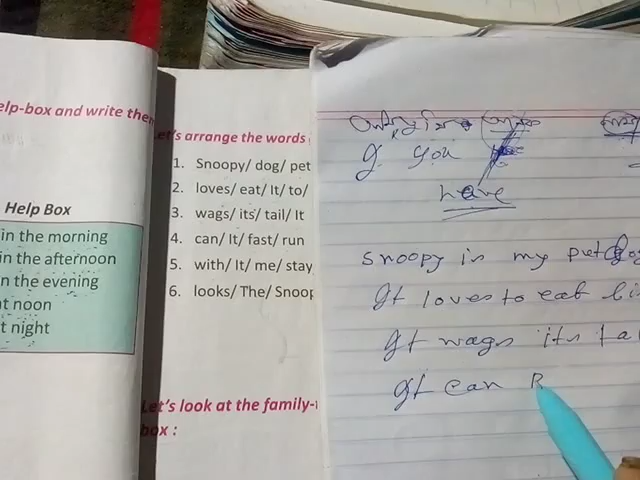 elp-box and write the
Help Box
in the morning
in the afternoon
n the evening
at noon
t night
et's arrange the words
1. Snoopy/ dog/ pet
2. loves/ eat/ It/ to/
3. wags/ its/ tail/ It
4. can/ It/ fast/ run
5. with/ It/ me/ stay
6. looks/ The/ Snoop
Let's look at the family-
box :
I you
have
Snoopy is my pet dog
It loves to eat
It wags its tai
It can R